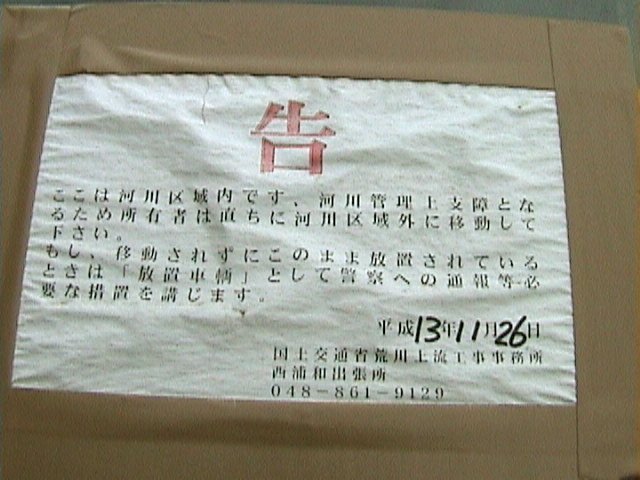 告
ここは河川区域内です、河川管理上支障とな
るため所有者は直ちに河川区域外に移動して
下さい。
もし、移動されずにこのまま放置されている
ときは「放置車輌」として警察への通報等必
要な措置を講じます。
平成13年11月26日
国土交通省荒川上流工事事務所
西浦和出張所
048-861-9129